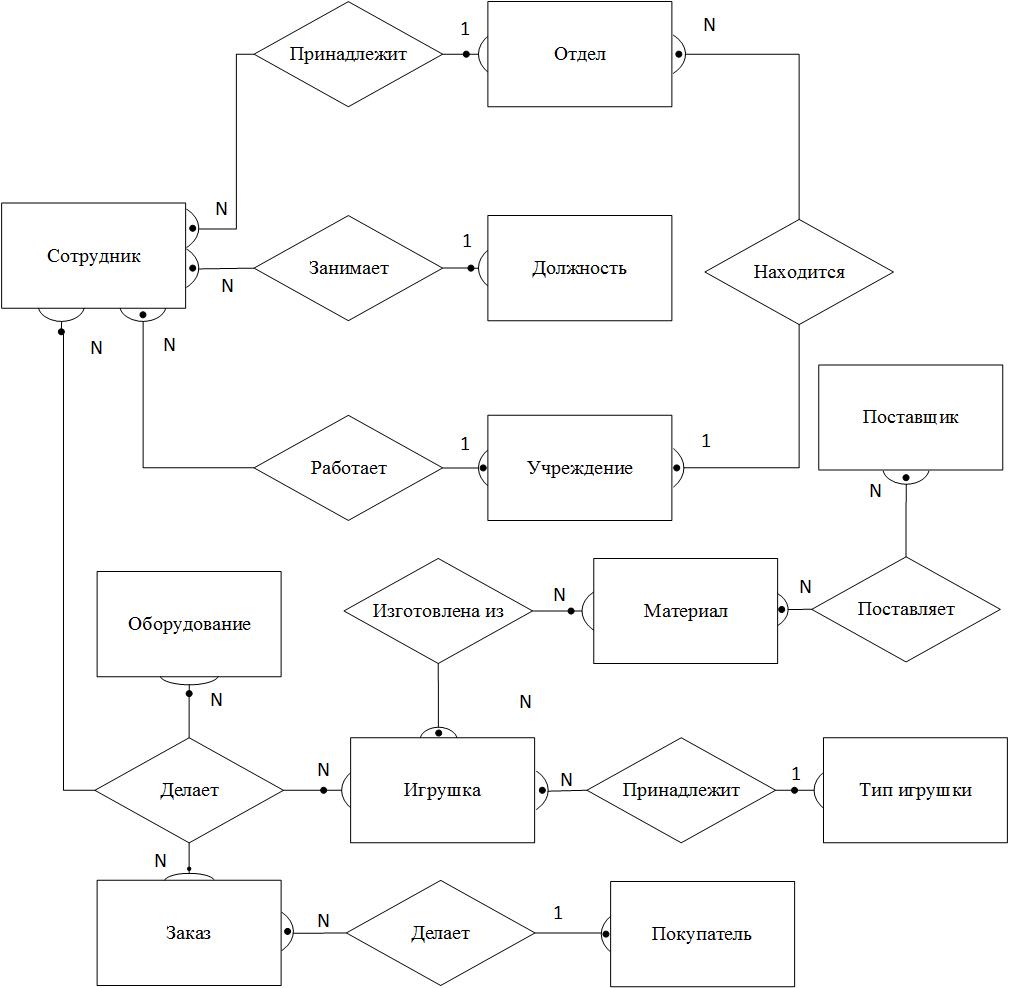 1
N
Принадлежит
Отдел
N
Сотрудник
Занимает
1
Должность
Находится
N
N
N
1
1
Поставщик
Работает
Учреждение
N
N
N
Оборудование
Изготовлена из
Материал
Поставляет
N
N
N
N
1
Делает
Игрушка
Принадлежит
Тип игрушки
N
N
1
Заказ
Делает
Покупатель